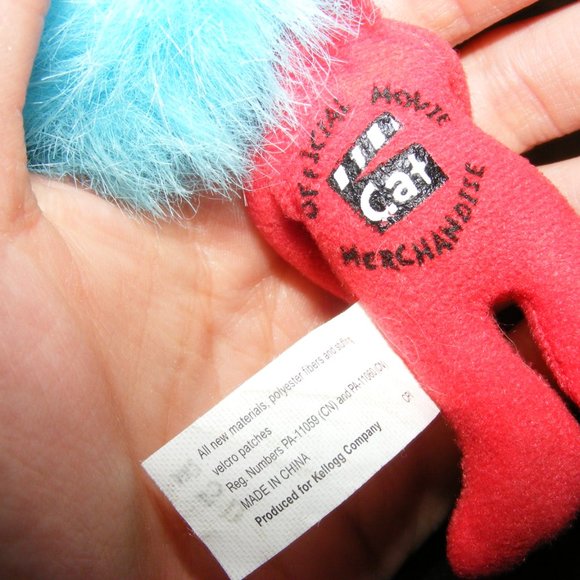 OFFICIAL MOVIE
Cat
MERCHANDISE
All new materials, polyester fibers and stuffing
velcro patches
Reg. Numbers PA-11059 (CN) and PA-11060 (CN
MADE IN CHINA
Produced for Kellogg Company